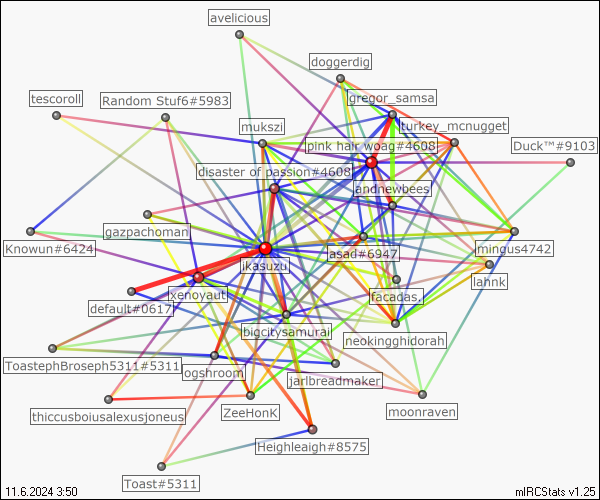 avelicious
doggerdig
gregor_samsa
tescoroll
Random Stuf6#5983
turkey_mcnugget
mukszi
pink hair woag#4608
Duck™#9103
disaster of passion#4608
andnewbees
gazpachoman
Knowun#6424
asad#6947
mingus4742
ikasuzu
lahnk
xenoyaut
facadas.
default#0617
bigcitysamurai
neokingghidorah
ToastephBroseph5311#5311
ogshroom
jarlbreadmaker
thiccusboiusalexusjoneus
ZeeHonK
moonraven
Heighleaigh#8575
Toast#5311
11.6.2024 3:50
mIRCStats v1.25